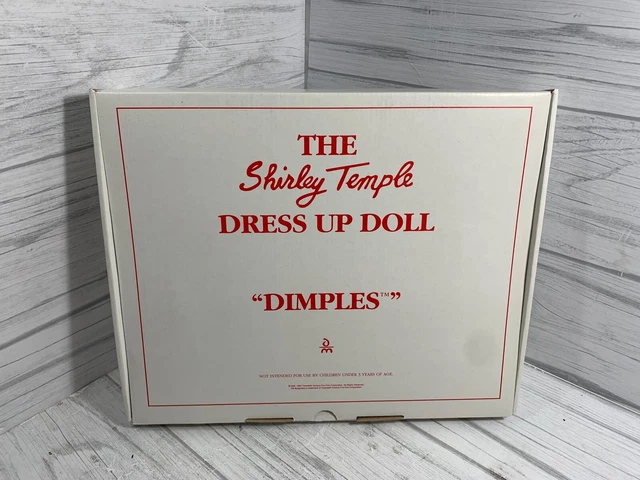 THE
Shirley Temple
DRESS UP DOLL
“DIMPLES™”
NOT INTENDED FOR USE BY CHILDREN UNDER 3 YEARS OF AGE.